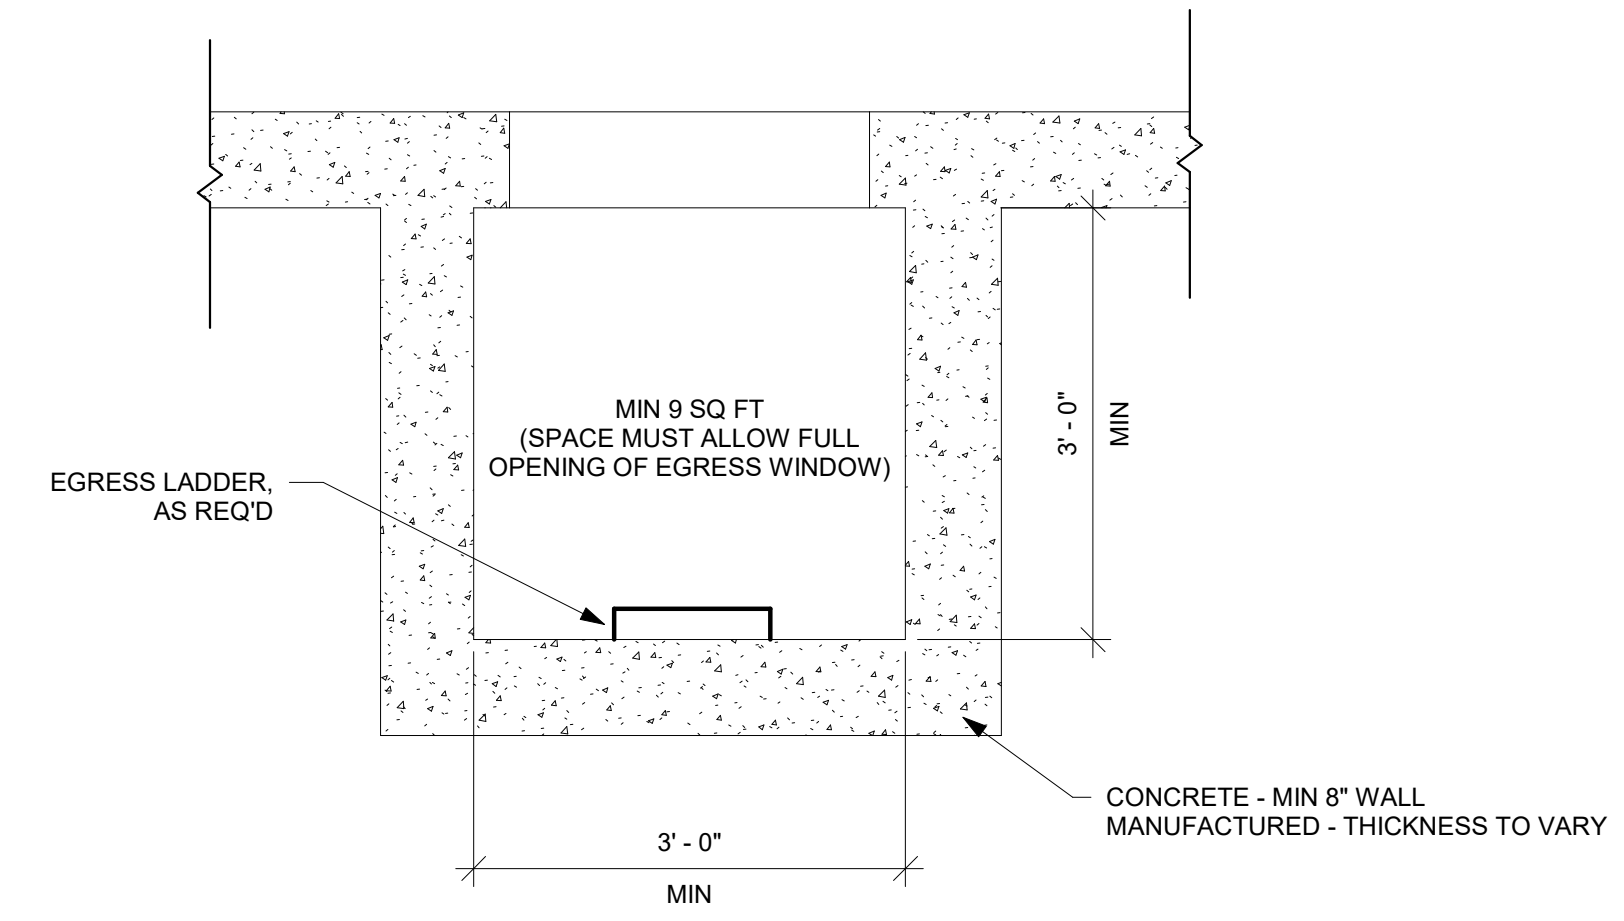 MIN 9 SQ FT
(SPACE MUST ALLOW FULL
OPENING OF EGRESS WINDOW)
EGRESS LADDER,
AS REQ'D
3' - 0"
MIN
CONCRETE - MIN 8" WALL
MANUFACTURED - THICKNESS TO VARY
3' - 0"
MIN